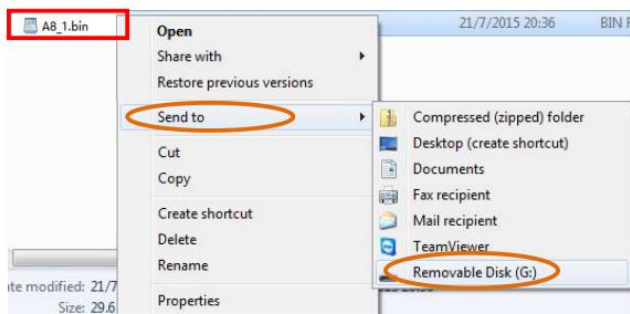 A8_1.bin
21/7/2015 20:36 BIN F
Open
Share with
Restore previous versions
Send to
Cut
Copy
Create shortcut
Delete
Rename
Properties
Compressed (zipped) folder
Desktop (create shortcut)
Documents
Fax recipient
Mail recipient
TeamViewer
Removable Disk (G:)
te modified: 21/7
Size: 29.6